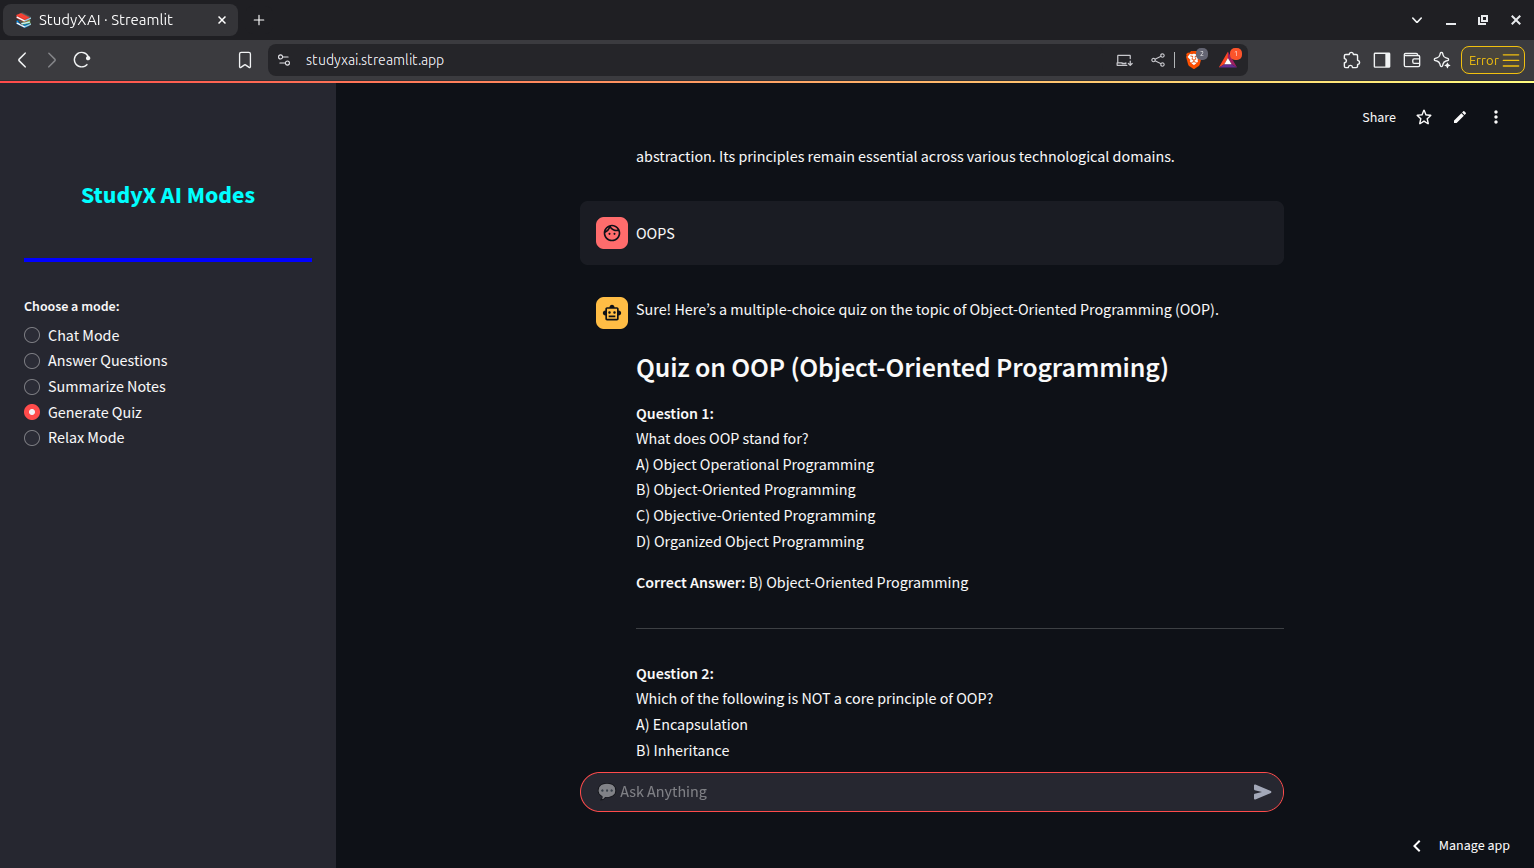 StudyXAI · Streamlit
studyxai.streamlit.app
2
1
Error
Share
StudyX AI Modes
Choose a mode:
Chat Mode
Answer Questions
Summarize Notes
Generate Quiz
Relax Mode
abstraction. Its principles remain essential across various technological domains.
OOPS
Sure! Here’s a multiple-choice quiz on the topic of Object-Oriented Programming (OOP).
Quiz on OOP (Object-Oriented Programming)
Question 1:
What does OOP stand for?
A) Object Operational Programming
B) Object-Oriented Programming
C) Objective-Oriented Programming
D) Organized Object Programming
Correct Answer: B) Object-Oriented Programming
Question 2:
Which of the following is NOT a core principle of OOP?
A) Encapsulation
B) Inheritance
💬 Ask Anything
Manage app